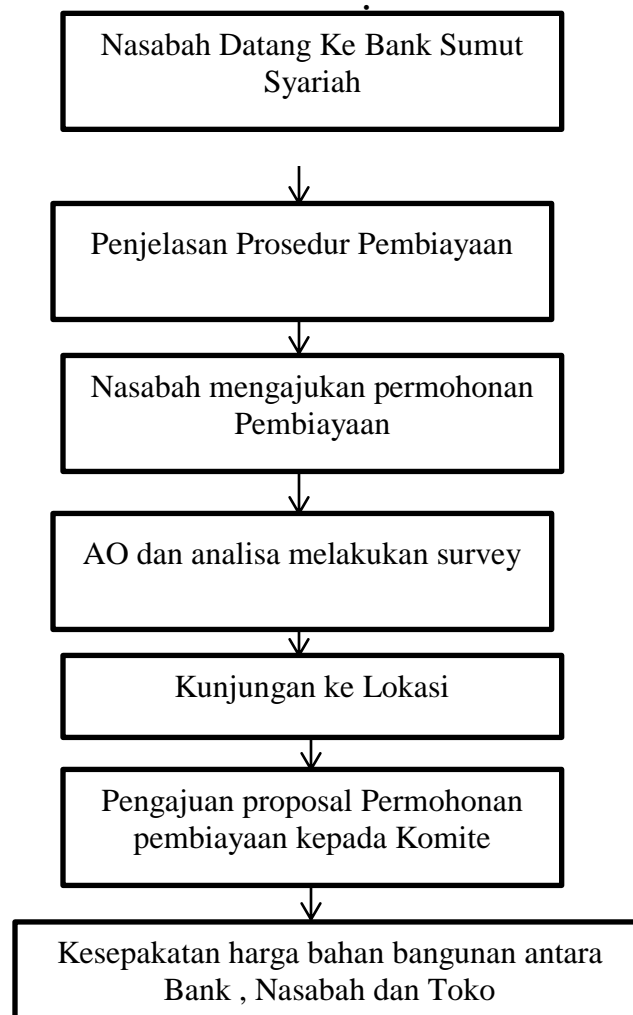 Nasabah Datang Ke Bank Sumut
Syariah
Penjelasan Prosedur Pembiayaan
Nasabah mengajukan permohonan
Pembiayaan
AO dan analisa melakukan survey
Kunjungan ke Lokasi
Pengajuan proposal Permohonan
pembiayaan kepada Komite
Kesepakatan harga bahan bangunan antara
Bank , Nasabah dan Toko